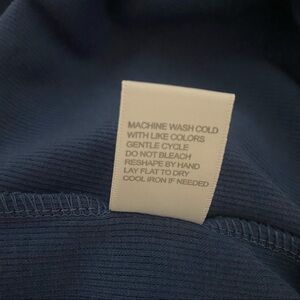 MACHINE WASH COLD
WITH LIKE COLORS
GENTLE CYCLE
DO NOT BLEACH
RESHAPE BY HAND
LAY FLAT TO DRY
COOL IRON IF NEEDED